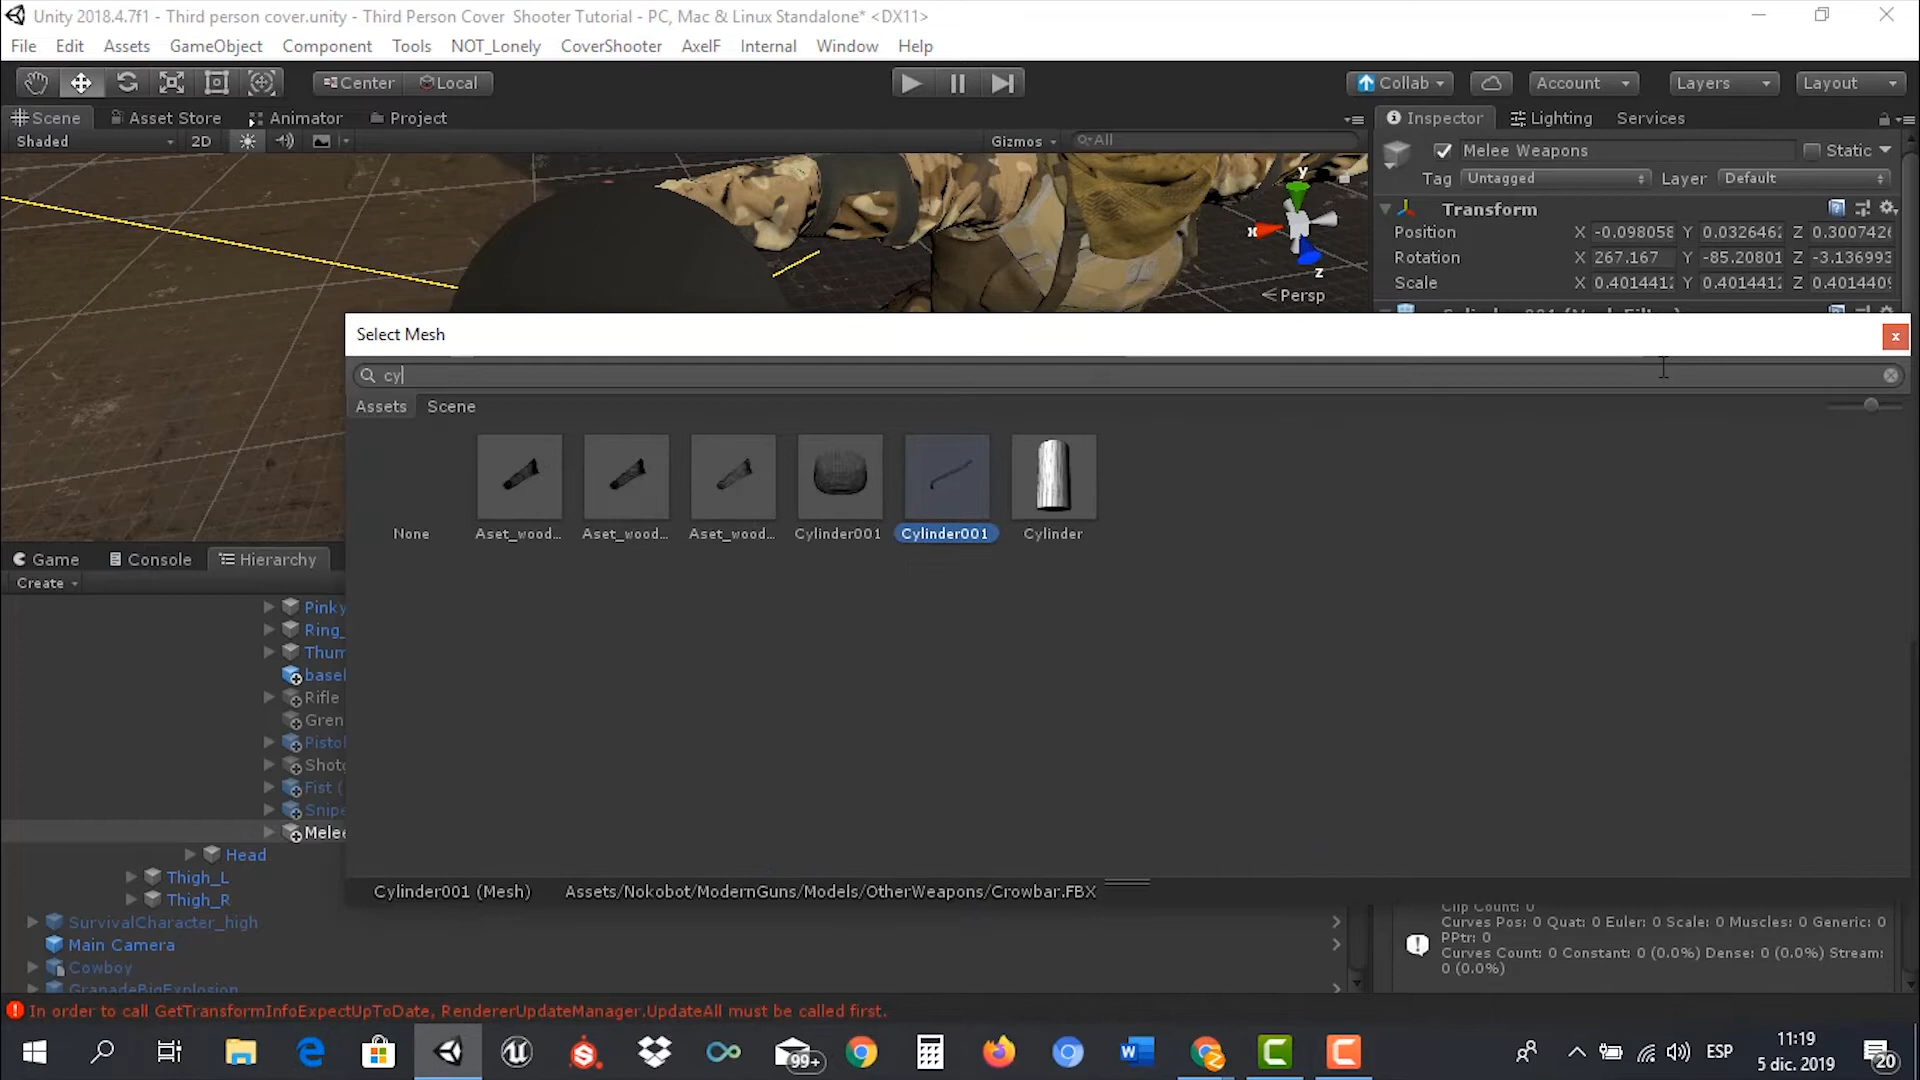 Unity 2018.4.7f1 - Third person cover.unity - Third Person Cover  Shooter Tutorial - PC, Mac & Linux Standalone* <DX11>
File Edit Assets GameObject Component Tools NOT_Lonely CoverShooter AxelF Internal Window Help
Center Local Collab Account Layers Layout
Scene Asset Store Animator Project Inspector Lighting Services
Shaded 2D Gizmos All
Melee Weapons Static
Tag Untagged Layer Default
Transform
Position X -0.098058 Y 0.032646 Z 0.300742
Rotation X 267.167 Y -85.20801 Z -3.136993
Scale X 0.401441 Y 0.401441 Z 0.401440
y
x
z
Persp
Select Mesh
cy
Assets Scene
None Aset_wood... Aset_wood... Aset_wood... Cylinder001 Cylinder001 Cylinder
Game Console Hierarchy
Create
Pinky
Ring_
Thum
basel
Rifle
Gren
Pistol
Shotg
Fist (
Snipe
Melee
Head
Thigh_L
Thigh_R
Cylinder001 (Mesh) Assets/Nokobot/ModernGuns/Models/OtherWeapons/Crowbar.FBX
SurvivalCharacter_high
Main Camera
Cowboy
GranadeBigExplosion
Clip Count: 0
Curves Pos: 0 Quat: 0 Euler: 0 Scale: 0 Muscles: 0 Generic: 0
PPtr: 0
Curves Count: 0 Constant: 0 (0.0%) Dense: 0 (0.0%) Stream:
0 (0.0%)
In order to call GetTransformInfoExpectUpToDate, RendererUpdateManager.UpdateAll must be called first.
99+
ESP
11:19
5 dic. 2019
20